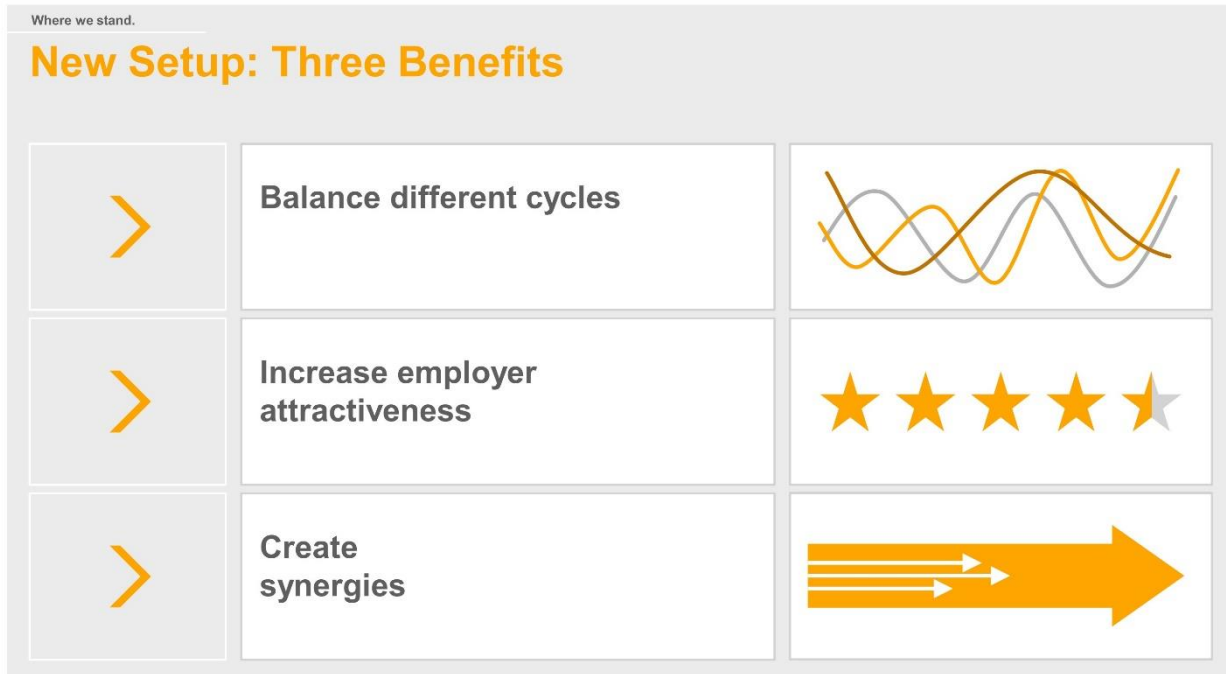 Where we stand.
New Setup: Three Benefits
Balance different cycles
Increase employer
attractiveness
Create
synergies